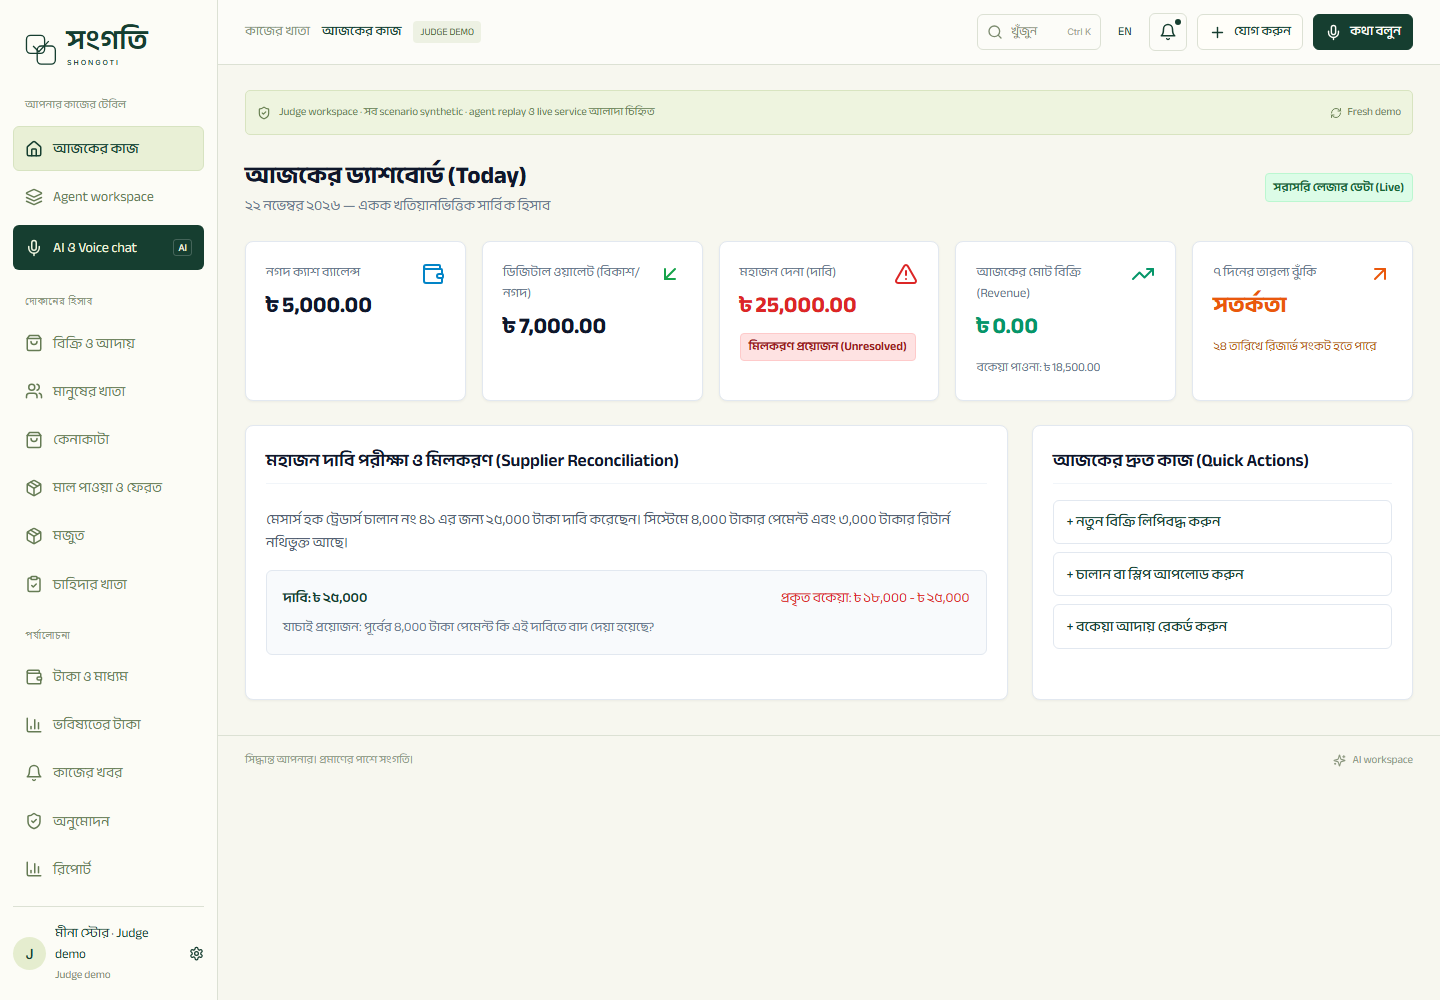 সংগতি
SHONGOTI
আপনার কাজের টেবিল
আজকের কাজ
Agent workspace
AI ও Voice chat AI
দোকানের হিসাব
বিক্রি ও আদায়
মানুষের খাতা
কেনাকাটা
মাল পাওয়া ও ফেরত
মজুত
চাহিদার খাতা
পর্যালোচনা
টাকা ও মাধ্যম
ভবিষ্যতের টাকা
কাজের খবর
অনুমোদন
রিপোর্ট
J
মীনা স্টোর · Judge
demo
Judge demo
কাজের খাতা আজকের কাজ JUDGE DEMO
খুঁজুন Ctrl K EN যোগ করুন কথা বলুন
Judge workspace · সব scenario synthetic · agent replay ও live service আলাদা চিহ্নিত
Fresh demo
আজকের ড্যাশবোর্ড (Today)
২২ নভেম্বর ২০২৬ — একক খতিয়ানভিত্তিক সার্বিক হিসাব
সরাসরি লেজার ডেটা (Live)
নগদ ক্যাশ ব্যালেন্স
৳ 5,000.00
ডিজিটাল ওয়ালেট (বিকাশ/
নগদ)
৳ 7,000.00
মহাজন দেনা (দাবি)
৳ 25,000.00
মিলকরণ প্রয়োজন (Unresolved)
আজকের মোট বিক্রি
(Revenue)
৳ 0.00
বকেয়া পাওনা: ৳ 18,500.00
৭ দিনের তারল্য ঝুঁকি
সতর্কতা
২৪ তারিখে রিজার্ভ সংকট হতে পারে
মহাজন দাবি পরীক্ষা ও মিলকরণ (Supplier Reconciliation)
মেসার্স হক ট্রেডার্স চালান নং ৪১ এর জন্য ২৫,000 টাকা দাবি করেছেন। সিস্টেমে ৪,000 টাকার পেমেন্ট এবং ৩,000 টাকার রিটার্ন
নথিভুক্ত আছে।
দাবি: ৳ ২৫,000
প্রকৃত বকেয়া: ৳ ১৮,000 - ৳ ২৫,000
যাচাই প্রয়োজন: পূর্বের ৪,000 টাকা পেমেন্ট কি এই দাবিতে বাদ দেয়া হয়েছে?
আজকের দ্রুত কাজ (Quick Actions)
+ নতুন বিক্রি লিপিবদ্ধ করুন
+ চালান বা স্লিপ আপলোড করুন
+ বকেয়া আদায় রেকর্ড করুন
সিদ্ধান্ত আপনার। প্রমাণের পাশে সংগতি।
AI workspace